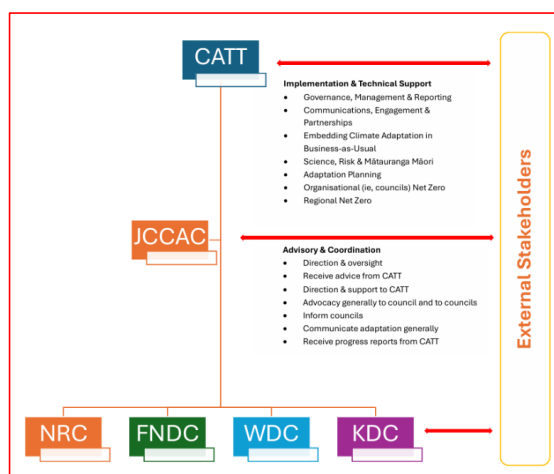 CATT
Implementation & Technical Support
Governance, Management & Reporting
Communications, Engagement &
Partnerships
Embedding Climate Adaptation in
Business-as-Usual
Science, Risk & Mātauranga Māori
Adaptation Planning
Organisational (ie, councils) Net Zero
Regional Net Zero
JCCAC
Advisory & Coordination
Direction & oversight
Receive advice from CATT
Direction & support to CATT
Advocacy generally to council and to councils
Inform councils
Communicate adaptation generally
Receive progress reports from CATT
NRC
FNDC
WDC
KDC
External Stakeholders